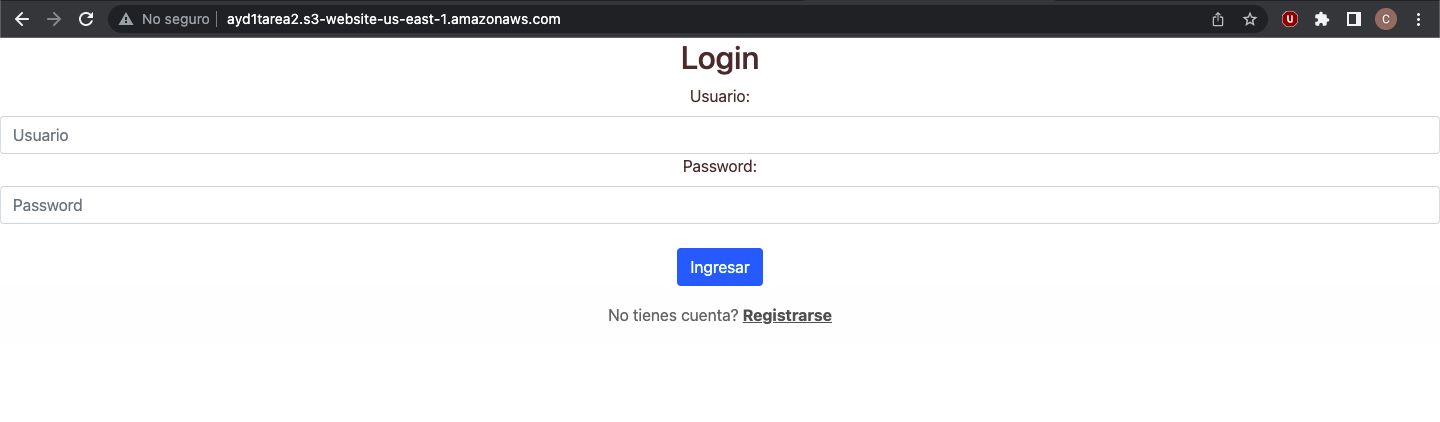 No seguro ayd1tarea2.s3-website-us-east-1.amazonaws.com
U
C
Login
Usuario:
Usuario
Password:
Password
Ingresar
No tienes cuenta? Registrarse